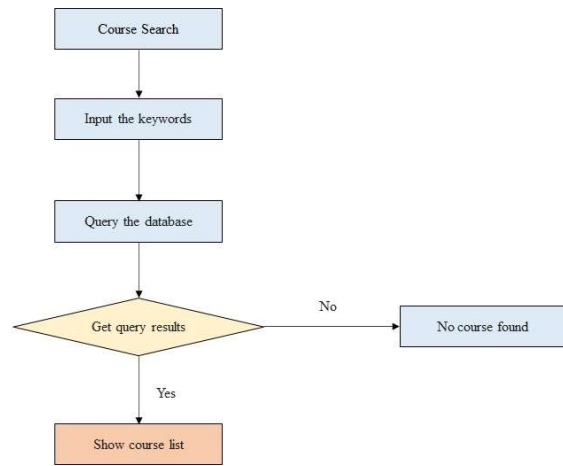 Course Search
Input the keywords
Query the database
Get query results
No
No course found
Yes
Show course list